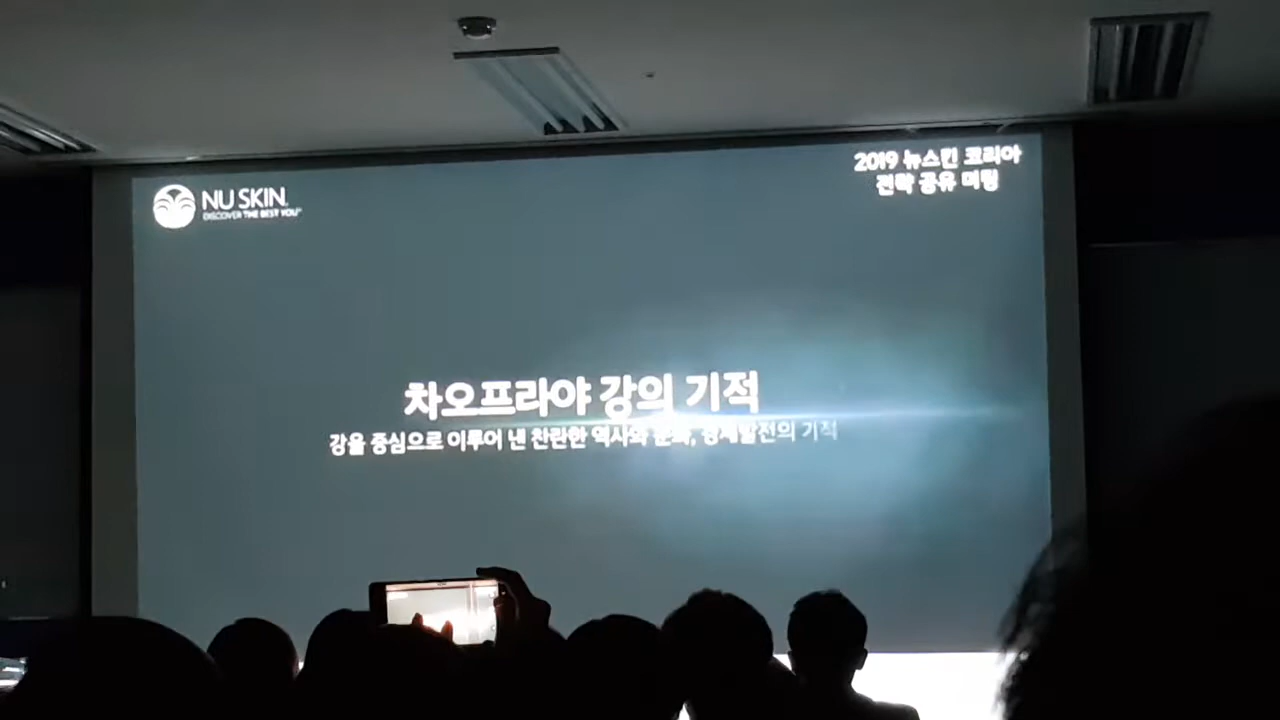 NU SKIN
DISCOVER THE BEST YOU™
2019 뉴스킨 코리아
전략 공유 미팅
차오프라야 강의 기적
강을 중심으로 이루어 낸 찬란한 역사와 문화, 경제발전의 기적